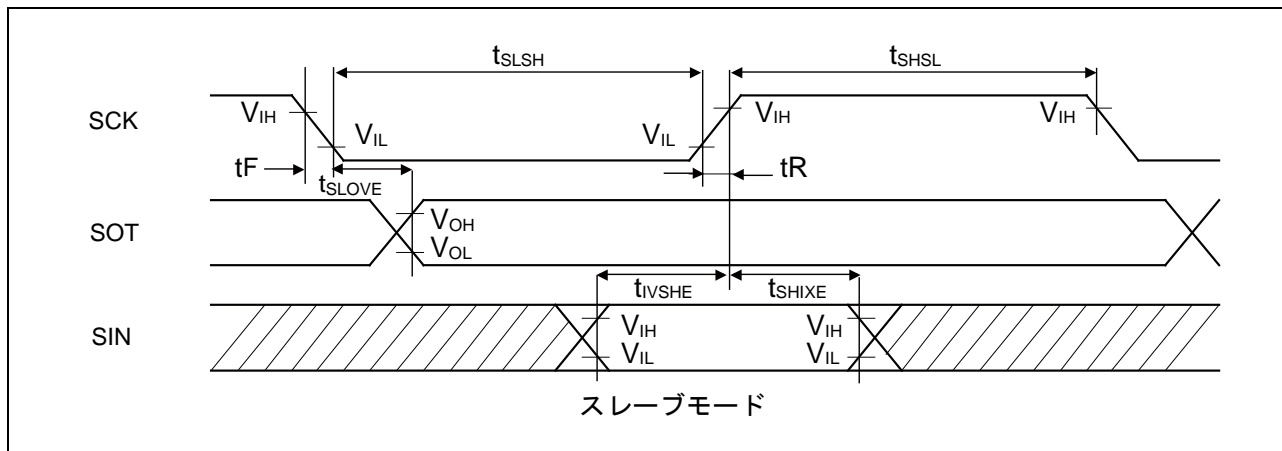 tSLSH tSHSL
SCK VIH VIL VIL VIH VIH
tF tSLOVE tR
SOT VOH VOL
tIVSHE tSHIXE
SIN VIH VIL VIH VIL
スレーブモード